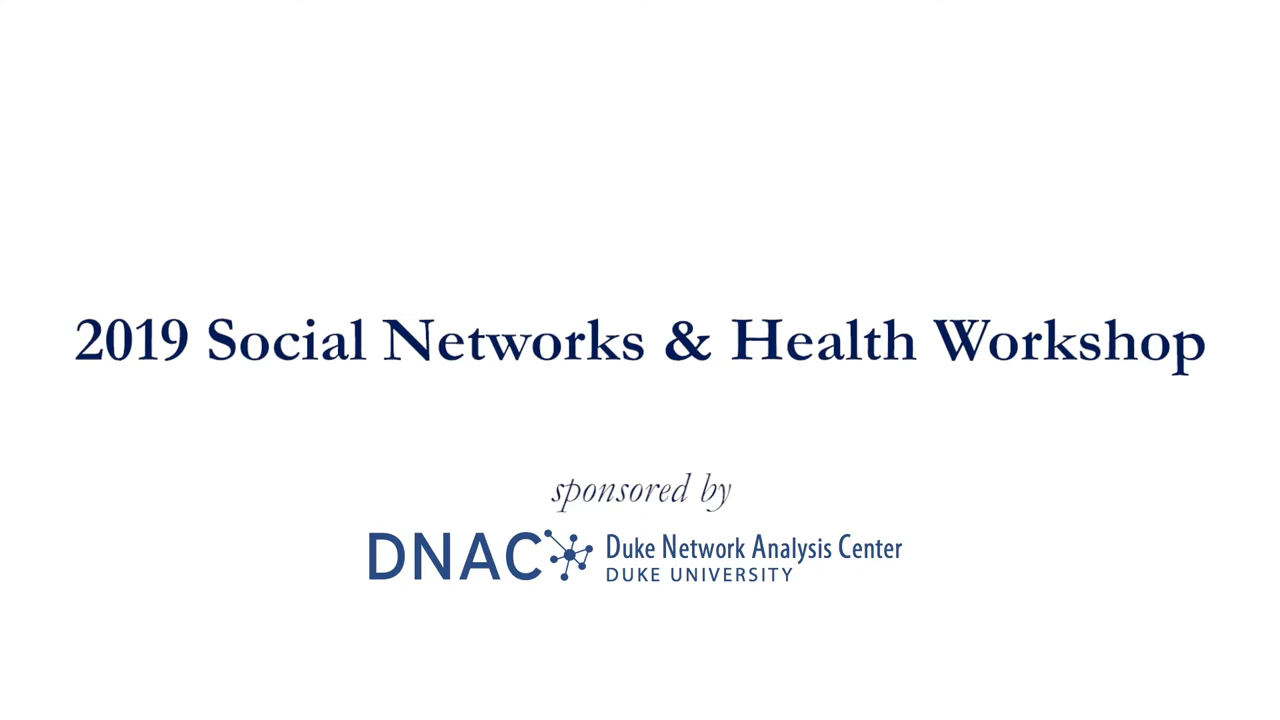 2019 Social Networks & Health Workshop
sponsored by
DNAC Duke Network Analysis Center
DUKE UNIVERSITY